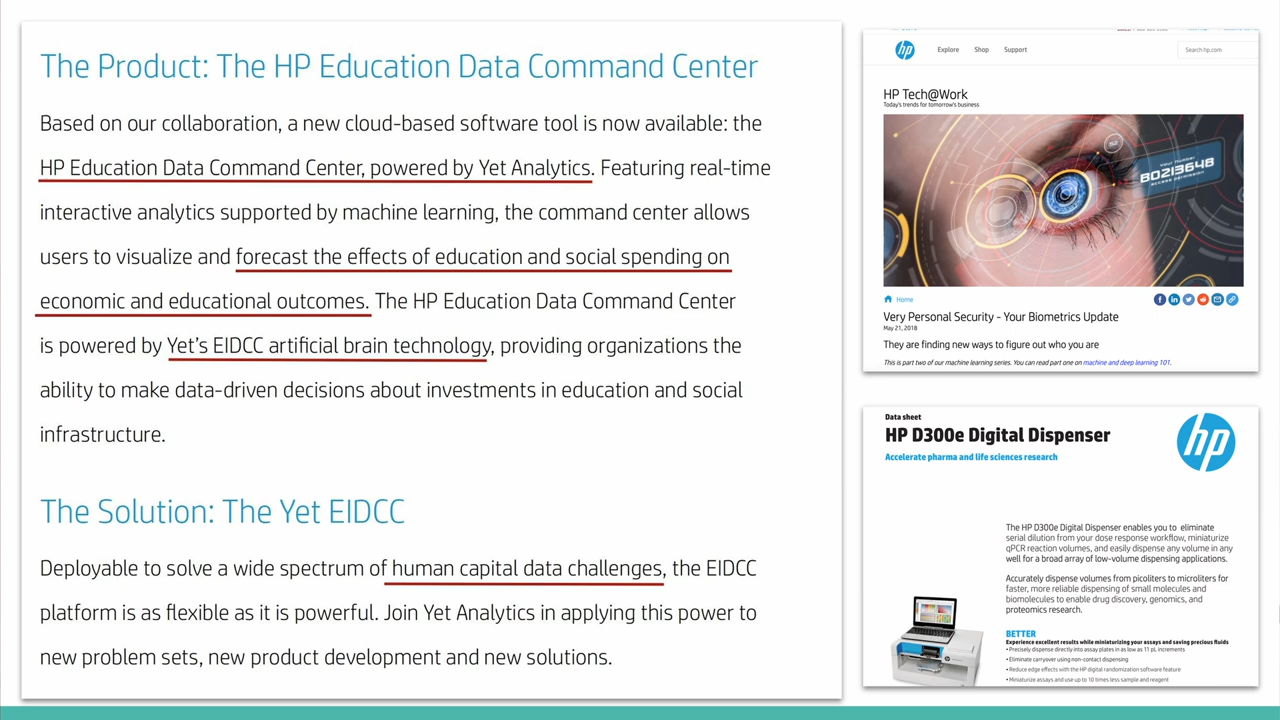 The Product: The HP Education Data Command Center
Based on our collaboration, a new cloud-based software tool is now available: the
HP Education Data Command Center, powered by Yet Analytics. Featuring real-time
interactive analytics supported by machine learning, the command center allows
users to visualize and forecast the effects of education and social spending on
economic and educational outcomes. The HP Education Data Command Center
is powered by Yet's EIDCC artificial brain technology, providing organizations the
ability to make data-driven decisions about investments in education and social
infrastructure.
The Solution: The Yet EIDCC
Deployable to solve a wide spectrum of human capital data challenges, the EIDCC
platform is as flexible as it is powerful. Join Yet Analytics in applying this power to
new problem sets, new product development and new solutions.
hp
Explore Shop Support
Search hp.com
HP Tech@Work
Today's trends for tomorrow's business
your number
80213648
access permission
Home
Very Personal Security - Your Biometrics Update
May 21, 2018
They are finding new ways to figure out who you are
This is part two of our machine learning series. You can read part one on machine and deep learning 101.
Data sheet
HP D300e Digital Dispenser
Accelerate pharma and life sciences research
hp
The HP D300e Digital Dispenser enables you to eliminate
serial dilution from your dose response workflow, miniaturize
qPCR reaction volumes, and easily dispense any volume in any
well for a broad array of low-volume dispensing applications.
Accurately dispense volumes from picoliters to microliters for
faster, more reliable dispensing of small molecules and
biomolecules to enable drug discovery, genomics, and
proteomics research.
BETTER
Experience excellent results while miniaturizing your assays and saving precious fluids
• Precisely dispense directly into assay plates in as low as 11 pL increments
• Eliminate carryover using non-contact dispensing
• Reduce edge effects with the HP digital randomization software feature
• Miniaturize assays and use up to 10 times less sample and reagent